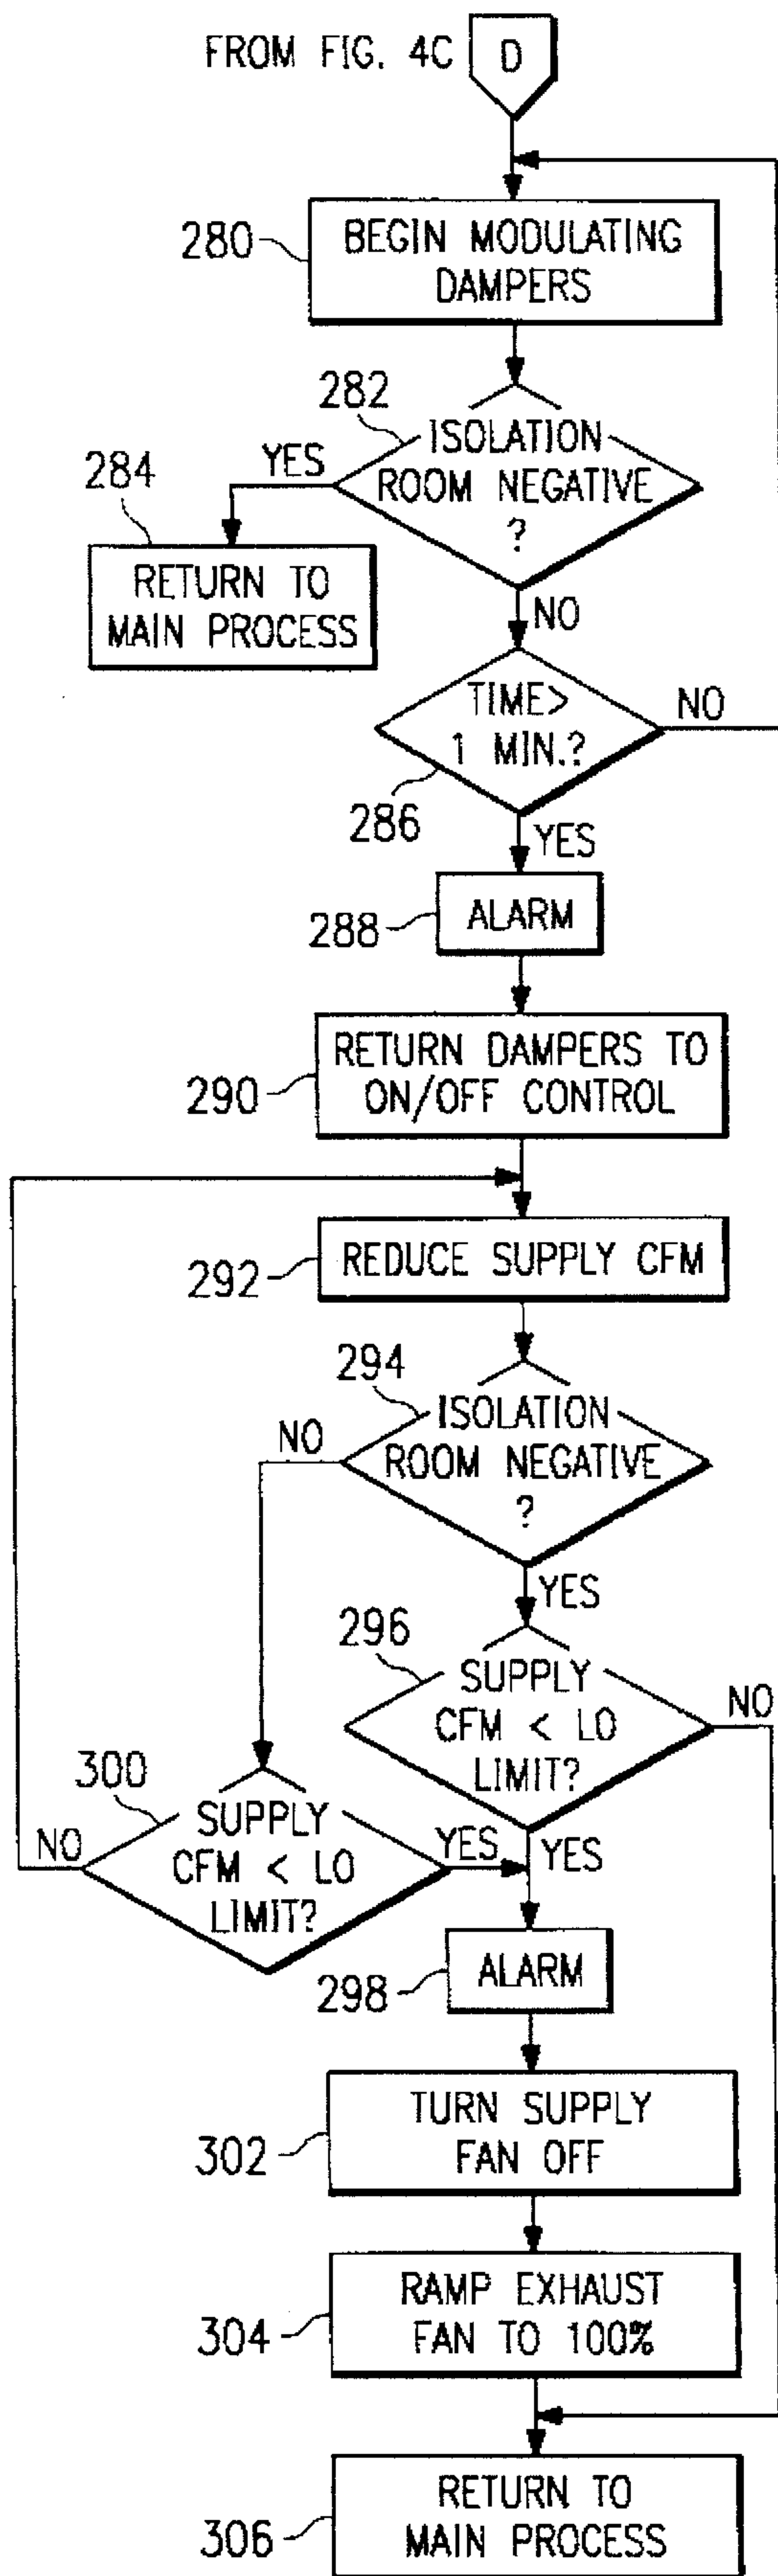 FROM FIG. 4C
D
280
BEGIN MODULATING
DAMPERS
282
ISOLATION
ROOM NEGATIVE
?
YES
284
RETURN TO
MAIN PROCESS
NO
TIME>
1 MIN.?
NO
286
YES
288
ALARM
290
RETURN DAMPERS TO
ON/OFF CONTROL
292
REDUCE SUPPLY CFM
294
ISOLATION
ROOM NEGATIVE
?
NO
YES
296
SUPPLY
CFM < LO
LIMIT?
NO
300
SUPPLY
CFM < LO
LIMIT?
NO
YES
YES
298
ALARM
302
TURN SUPPLY
FAN OFF
304
RAMP EXHAUST
FAN TO 100%
306
RETURN TO
MAIN PROCESS